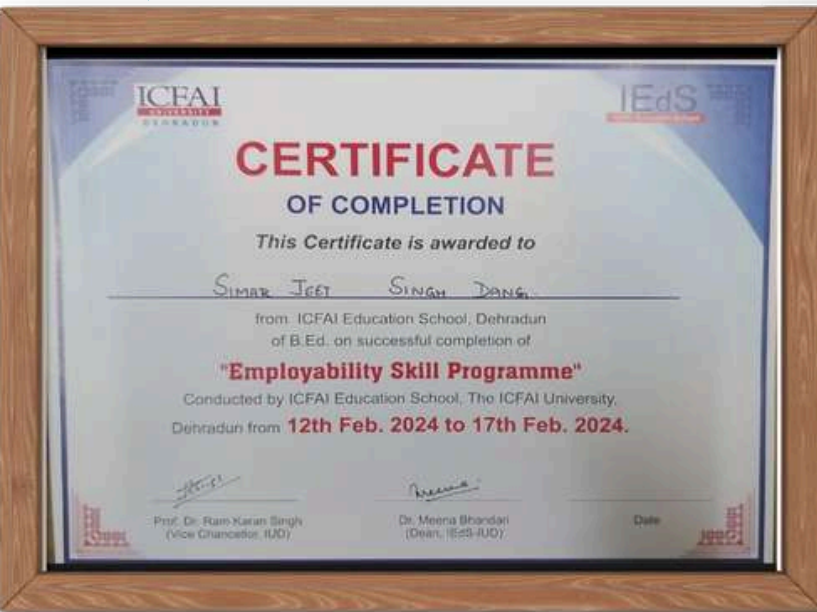 ICFAI
UNIVERSITY
DEHRADUN
IEdS
CERTIFICATE
OF COMPLETION
This Certificate is awarded to
SIMAR JEET SINGH DANG
from ICFAI Education School, Dehradun
of B.Ed. on successful completion of
"Employability Skill Programme"
Conducted by ICFAI Education School, The ICFAI University,
Dehradun from 12th Feb. 2024 to 17th Feb. 2024.
Meena
Prof. Dr. Ram Karan Singh
(Vice Chancellor, IUD)
Dr. Meena Bhandari
(Dean, IEdS-IUD)
Date